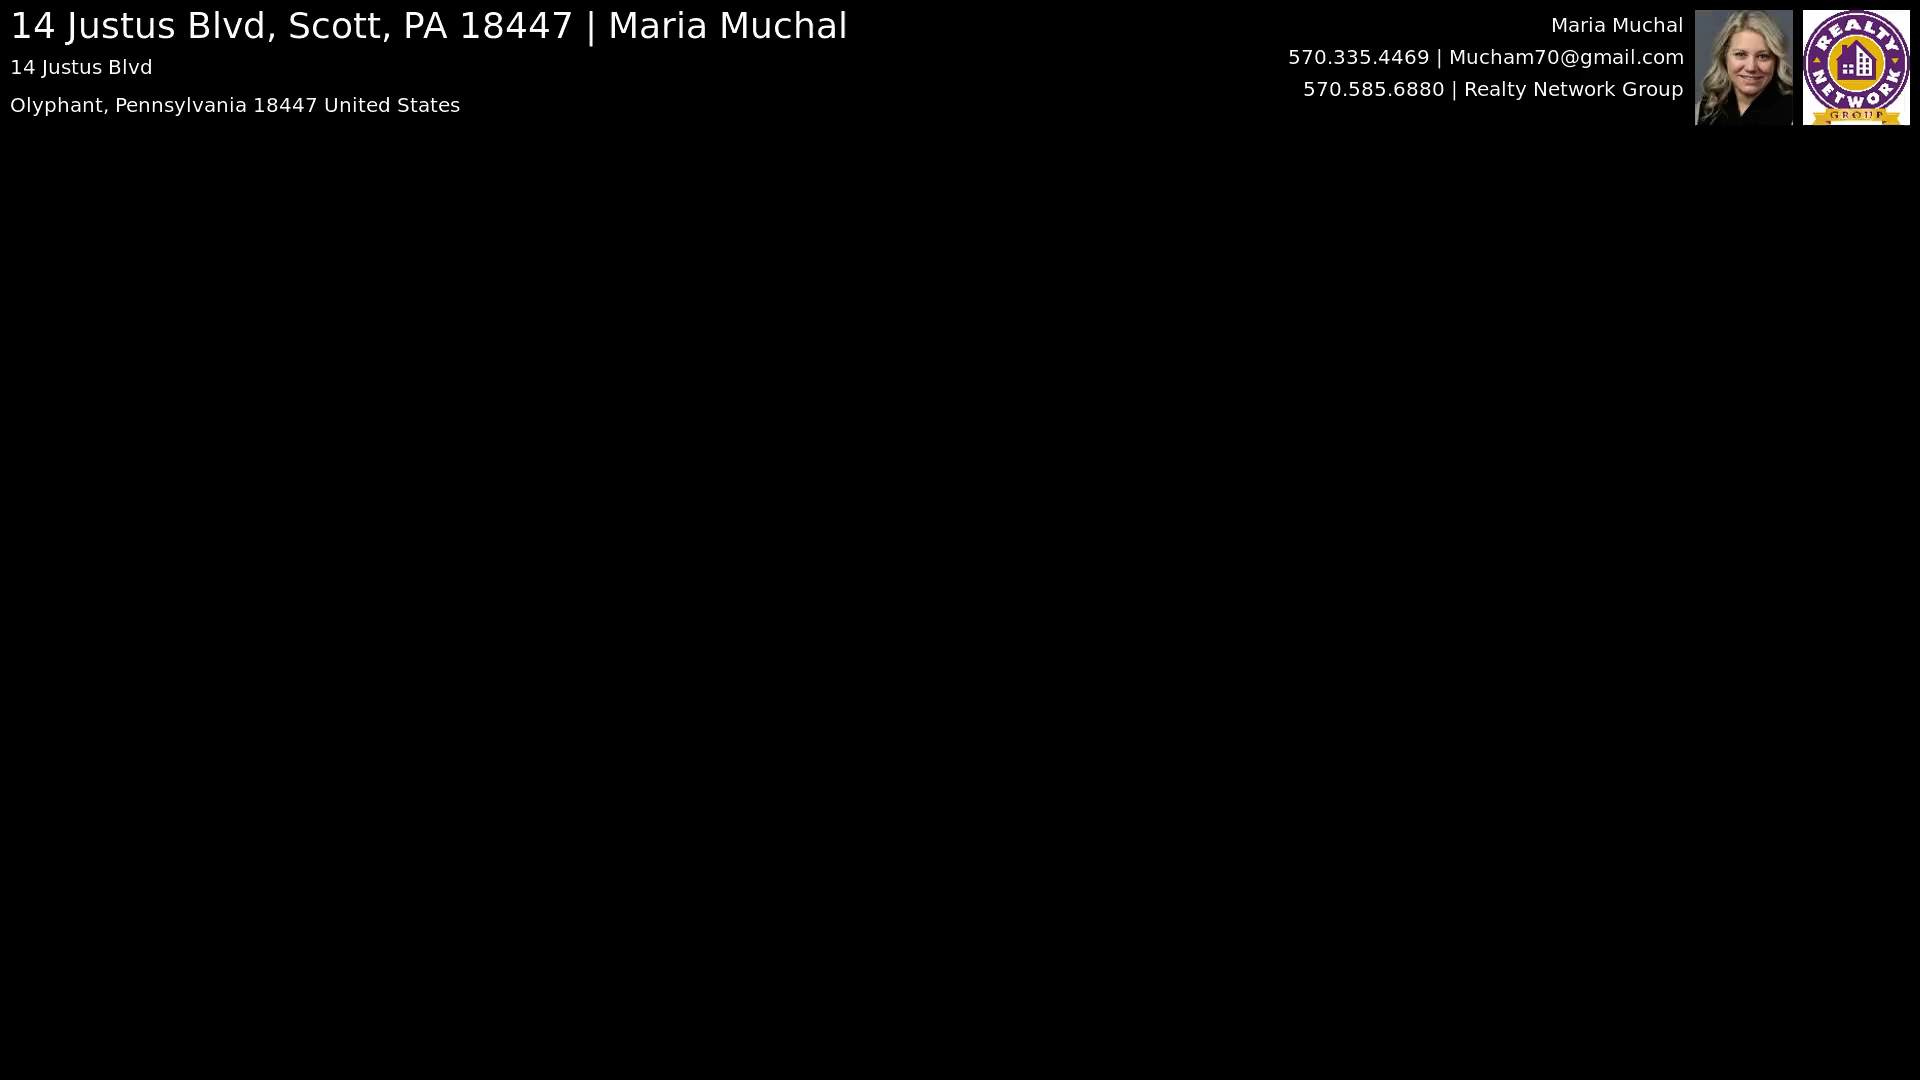 14 Justus Blvd, Scott, PA 18447 | Maria Muchal
14 Justus Blvd
Olyphant, Pennsylvania 18447 United States
Maria Muchal
570.335.4469 | Mucham70@gmail.com
570.585.6880 | Realty Network Group
REALTY
NETWORK
GROUP